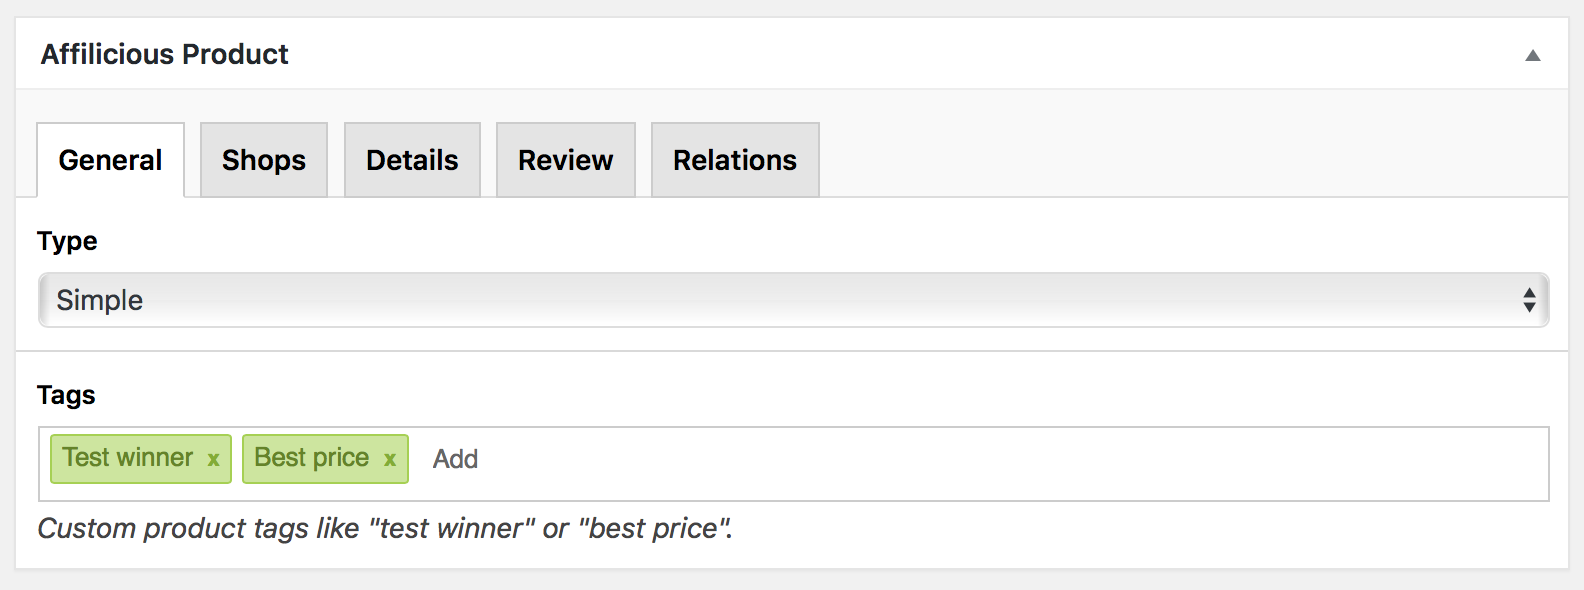 Affilicious Product
General Shops Details Review Relations
Type
Simple
Tags
Test winner x Best price x Add
Custom product tags like "test winner" or "best price".